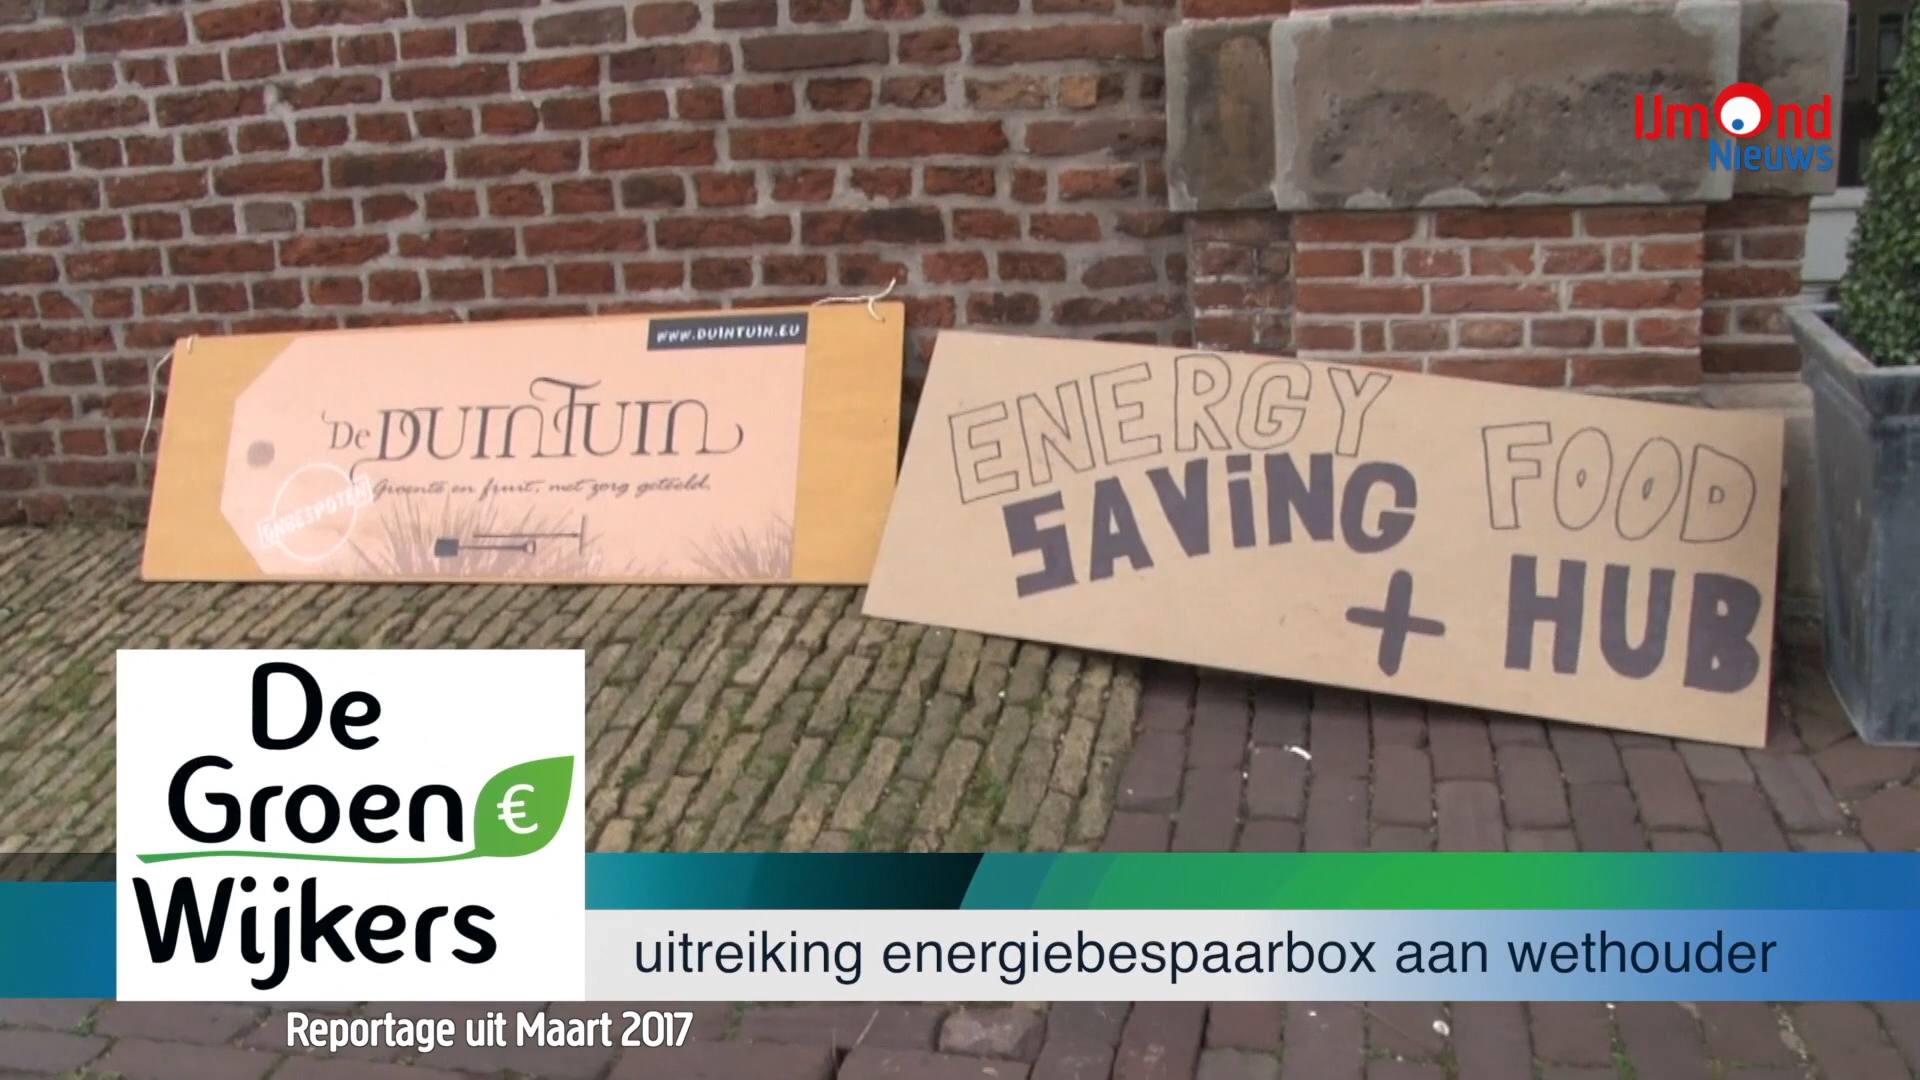 IJmOnd
Nieuws
www.DUINTUIN.EU
De DUINTUIN
Groente en fruit, met zorg geteeld.
ONBESPOTEN
ENERGY
SAViNG
+
FOOD
HUB
De
Groen€
Wijkers
uitreiking energiebespaarbox aan wethouder
Reportage uit Maart 2017